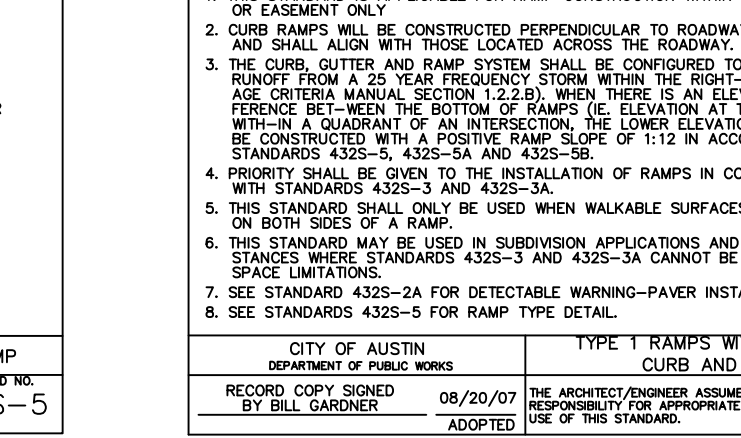 OR EASEMENT ONLY
2. CURB RAMPS WILL BE CONSTRUCTED PERPENDICULAR TO
AND SHALL ALIGN WITH THOSE LOCATED ACROSS THE ROADWAY.
3. THE CURB, GUTTER AND RAMP SYSTEM SHALL BE CONFIGURED TO
RUNOFF FROM A 25 YEAR FREQUENCY STORM WITHIN THE RIGHT-
AGE CRITERIA MANUAL SECTION 1.2.2.B). WHEN THERE IS AN
FERENCE BET-WEEN THE BOTTOM OF RAMPS (IE. ELEVATION AT
WITH-IN A QUADRANT OF AN INTERSECTION, THE LOWER
BE CONSTRUCTED WITH A POSITIVE RAMP SLOPE OF 1:12 IN
STANDARDS 432S-5, 432S-5A AND 432S-5B.
4. PRIORITY SHALL BE GIVEN TO THE INSTALLATION OF RAMPS IN
WITH STANDARDS 432S-3 AND 432S-3A.
5. THIS STANDARD SHALL ONLY BE USED WHEN WALKABLE SURFACES
ON BOTH SIDES OF A RAMP.
6. THIS STANDARD MAY BE USED IN SUBDIVISION APPLICATIONS AND
STANCES WHERE STANDARDS 432S-3 AND 432S-3A CANNOT BE
SPACE LIMITATIONS.
7. SEE STANDARD 432S-2A FOR DETECTABLE WARNING-PAVER
8. SEE STANDARDS 432S-5 FOR RAMP TYPE DETAIL.
MP
D NO.
S-5
CITY OF AUSTIN
DEPARTMENT OF PUBLIC WORKS
TYPE 1 RAMPS
CURB AND
RECORD COPY SIGNED
BY BILL GARDNER
08/20/07
ADOPTED
THE ARCHITECT/ENGINEER
RESPONSIBILITY FOR APPROPRIATE
USE OF THIS STANDARD.